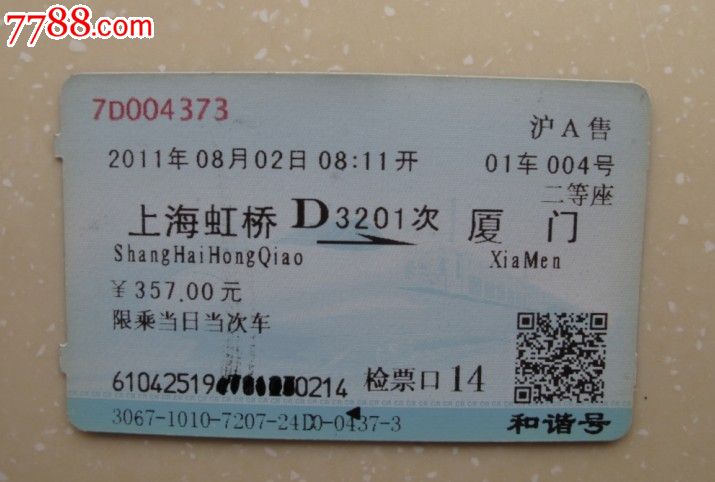 7788.com
7D004373
沪A售
2011年08月02日08:11开
01车004号
二等座
上海虹桥 D3201次 厦门
ShangHaiHongQiao XiaMen
¥357.00元
限乘当日当次车
61042519 0214 检票口14
3067-1010-7207-24D0-0437-3
和谐号